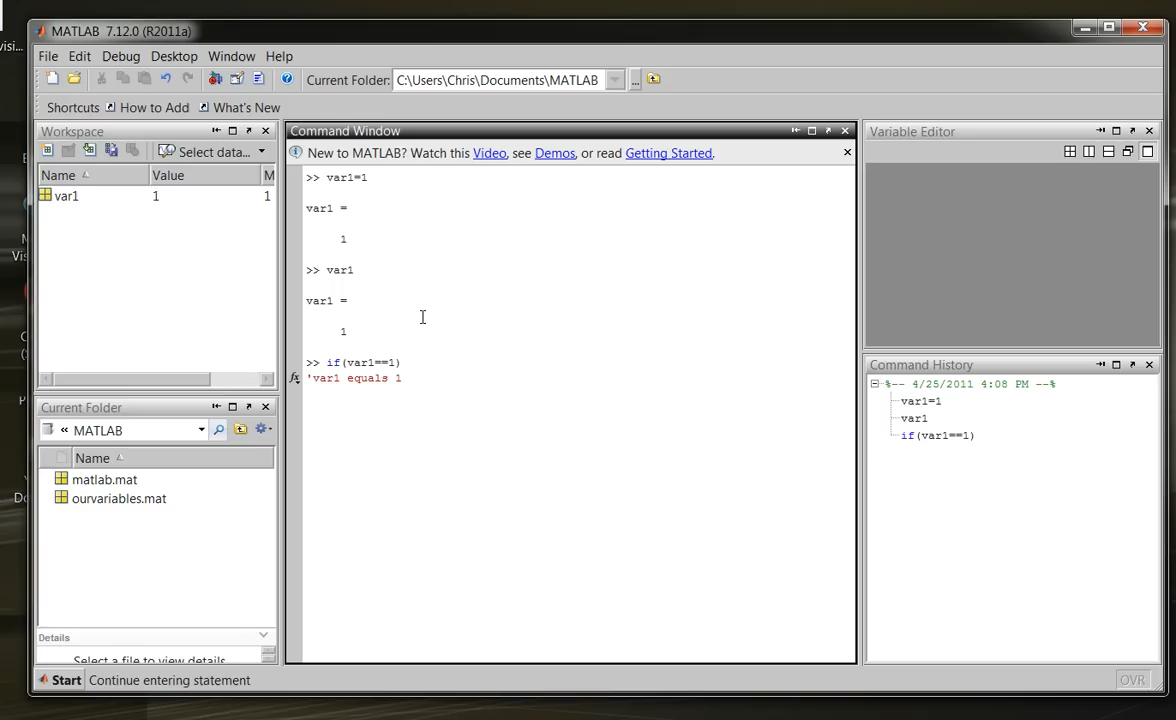 MATLAB 7.12.0 (R2011a)
File Edit Debug Desktop Window Help
Current Folder: C:\Users\Chris\Documents\MATLAB ...
Shortcuts How to Add What's New
Workspace
Select data...
Name Value M
var1 1 1
Current Folder
« MATLAB
Name
matlab.mat
ourvariables.mat
Details
Select a file to view details
Command Window
New to MATLAB? Watch this Video, see Demos, or read Getting Started.
>> var1=1
var1 =
1
>> var1
var1 =
1
>> if(var1==1)
fx 'var1 equals 1
Variable Editor
Command History
%-- 4/25/2011 4:08 PM --%
var1=1
var1
if(var1==1)
Start Continue entering statement
OVR